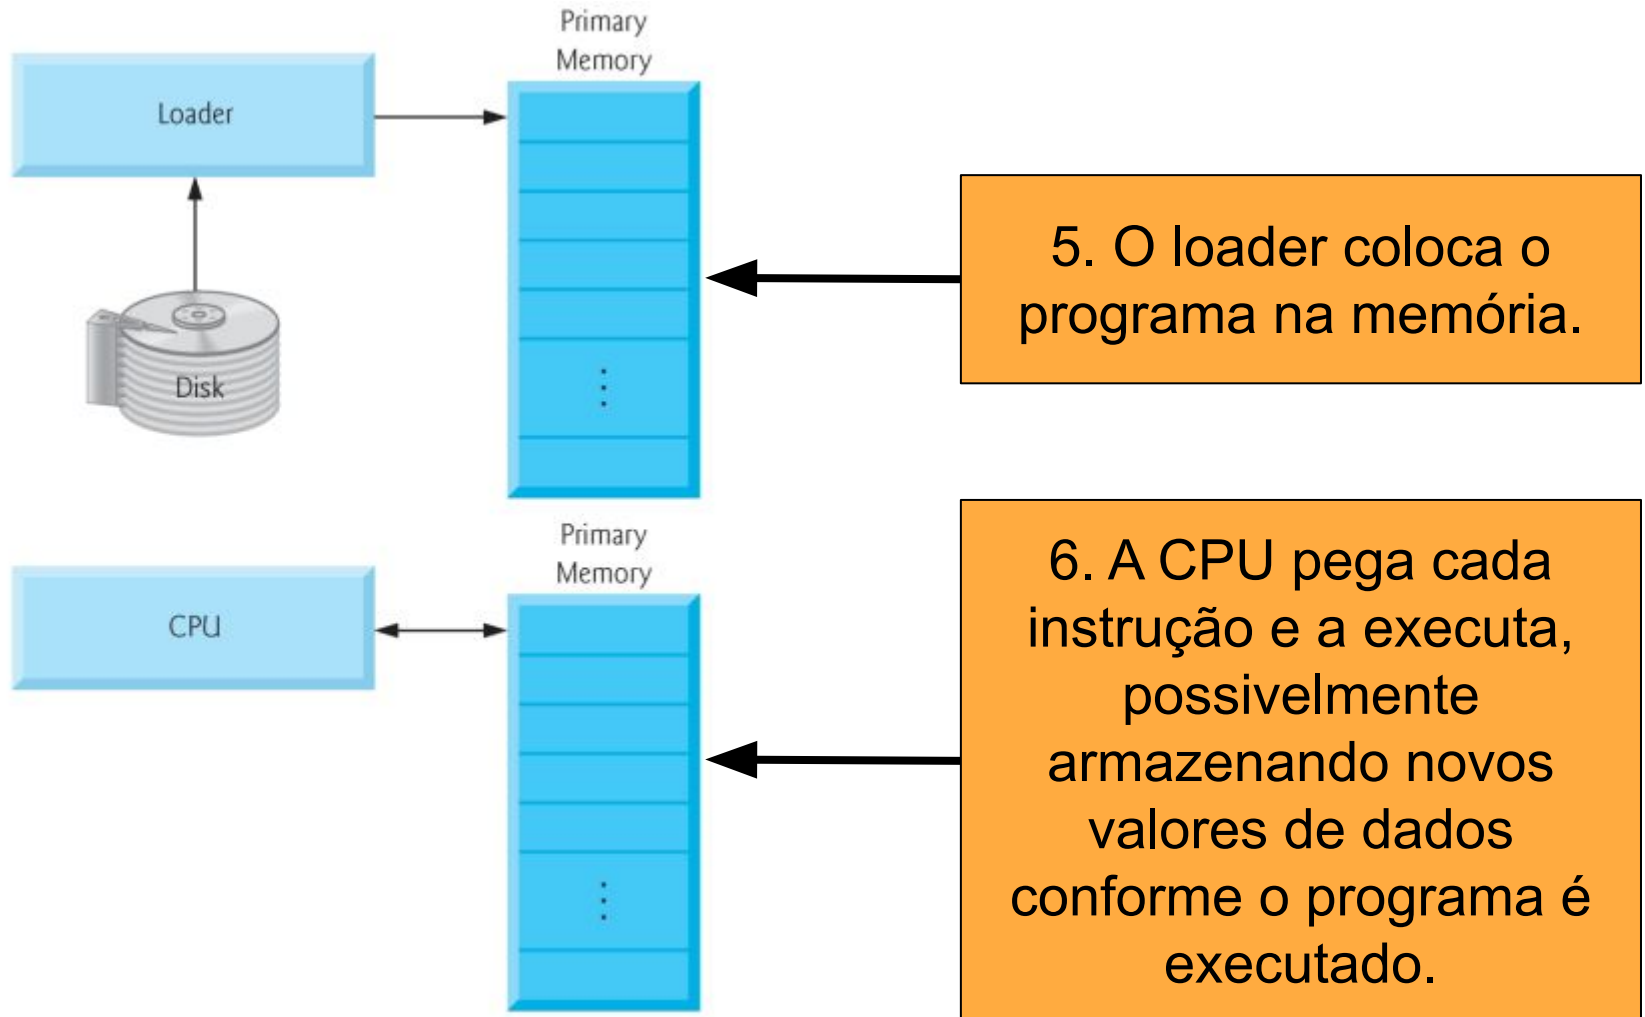 Primary
Memory
Loader
Disk
5. O loader coloca o
programa na memória.
Primary
Memory
CPU
6. A CPU pega cada
instrução e a executa,
possivelmente
armazenando novos
valores de dados
conforme o programa é
executado.